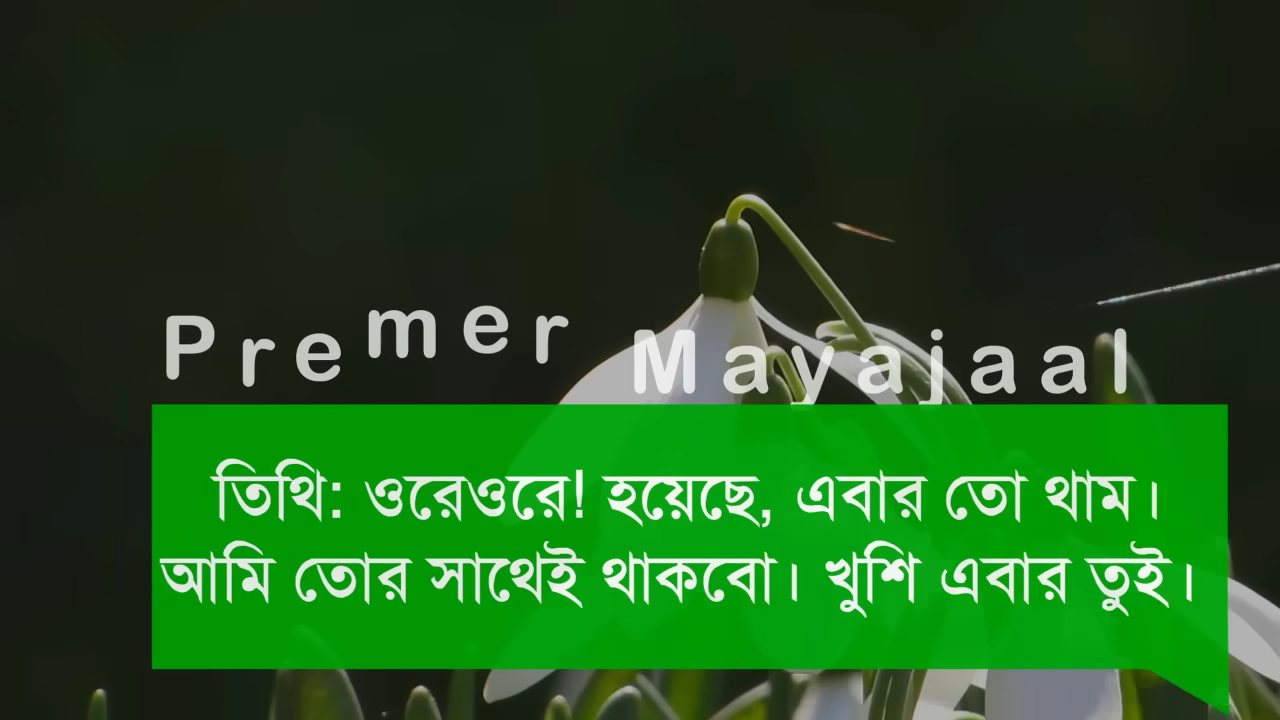 Premer Mayajaal
তিথি: ওরেওরে! হয়েছে, এবার তো থাম।
আমি তোর সাথেই থাকবো। খুশি এবার তুই।